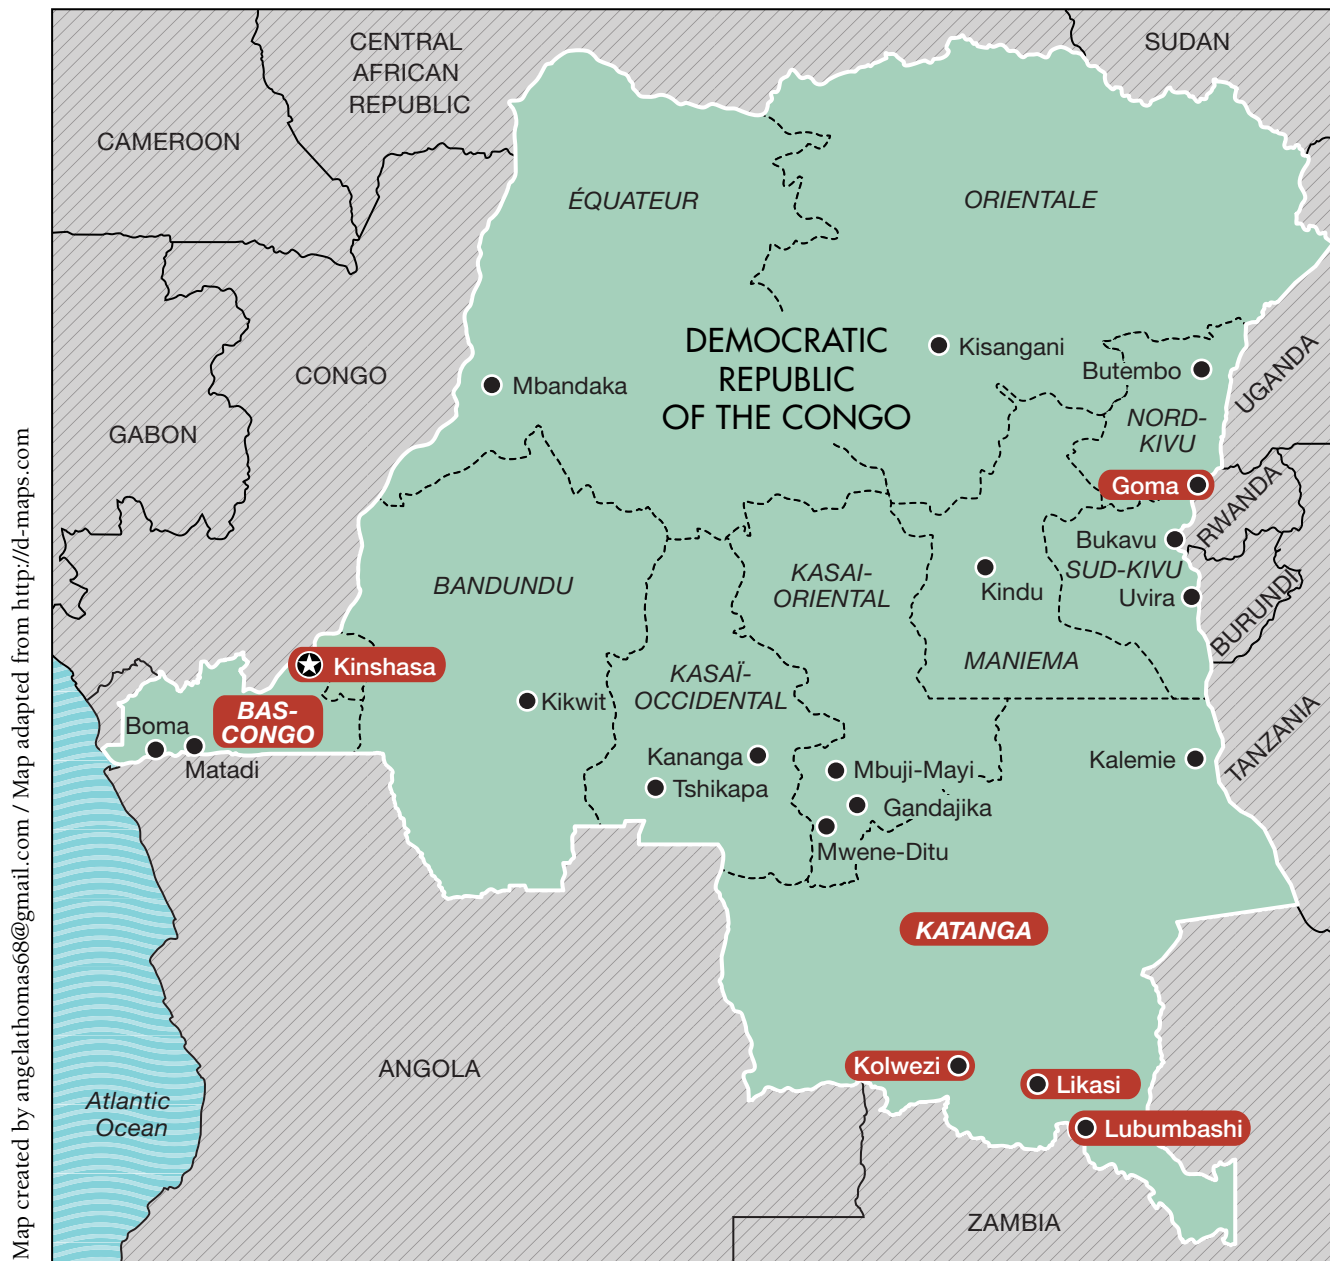 CENTRAL
AFRICAN
REPUBLIC
SUDAN
CAMEROON
ÉQUATEUR
ORIENTALE
DEMOCRATIC
REPUBLIC
OF THE CONGO
Kisangani
Butembo
UGANDA
CONGO
Mbandaka
GABON
NORD-
KIVU
Goma
RWANDA
Bukavu
SUD-KIVU
Uvira
BURUNDI
KASAI-
ORIENTAL
Kindu
BANDUNDU
MANIEMA
Kinshasa
KASAÏ-
OCCIDENTAL
Kikwit
BAS-
CONGO
Boma
Matadi
Kananga
Tshikapa
Mbuji-Mayi
Gandajika
Mwene-Ditu
Kalemie
TANZANIA
KATANGA
ANGOLA
Kolwezi
Likasi
Lubumbashi
Atlantic
Ocean
ZAMBIA
Map created by angelathomas68@gmail.com / Map adapted from http://d-maps.com